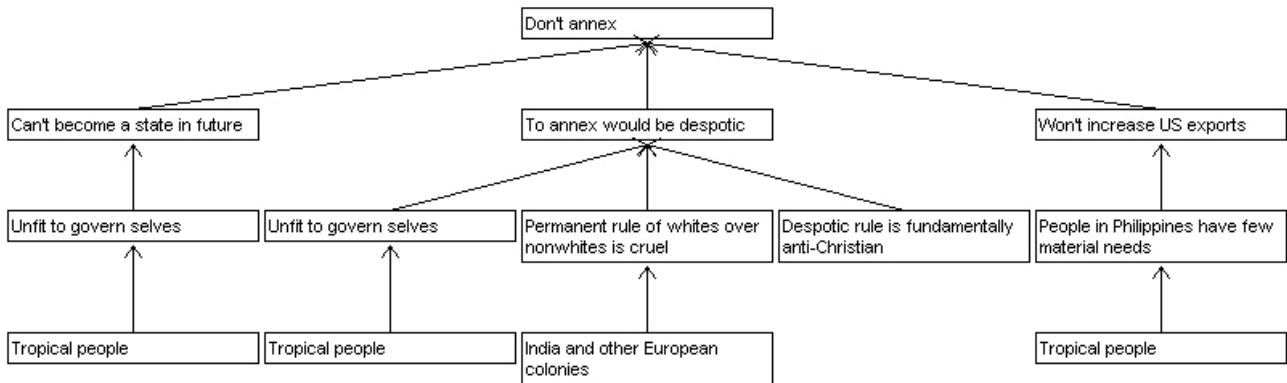 Don't annex
Can't become a state in future
To annex would be despotic
Won't increase US exports
Unfit to govern selves
Unfit to govern selves
Permanent rule of whites over
nonwhites is cruel
Despotic rule is fundamentally
anti-Christian
People in Philippines have few
material needs
Tropical people
Tropical people
India and other European
colonies
Tropical people